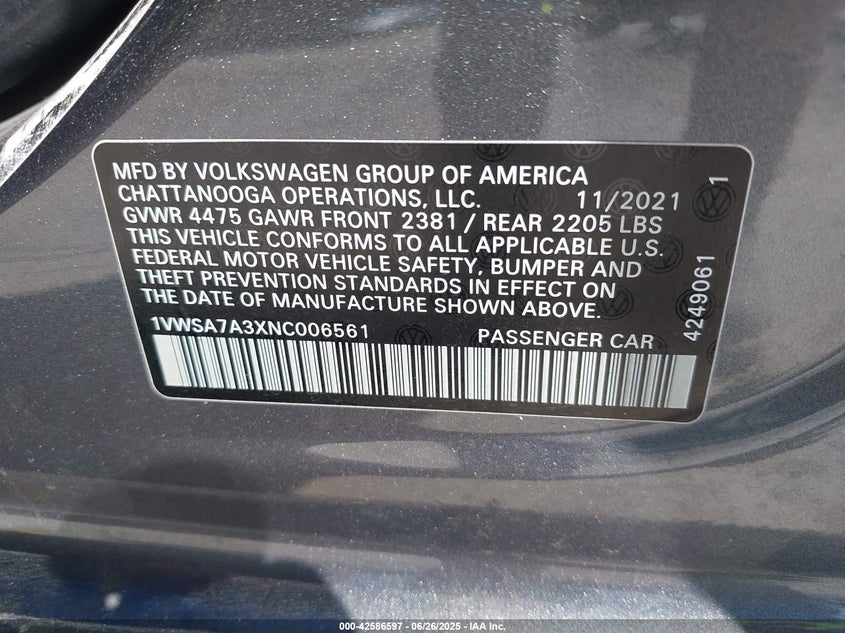 MFD BY VOLKSWAGEN GROUP OF AMERICA
CHATTANOOGA OPERATIONS, LLC. 11/2021
GVWR 4475 GAWR FRONT 2381 / REAR 2205 LBS
THIS VEHICLE CONFORMS TO ALL APPLICABLE U.S.
FEDERAL MOTOR VEHICLE SAFETY, BUMPER AND
THEFT PREVENTION STANDARDS IN EFFECT ON
THE DATE OF MANUFACTURE SHOWN ABOVE.
1VWSA7A3XNC006561 PASSENGER CAR
4249061 1
000-42586597 - 06/26/2025 - IAA Inc.